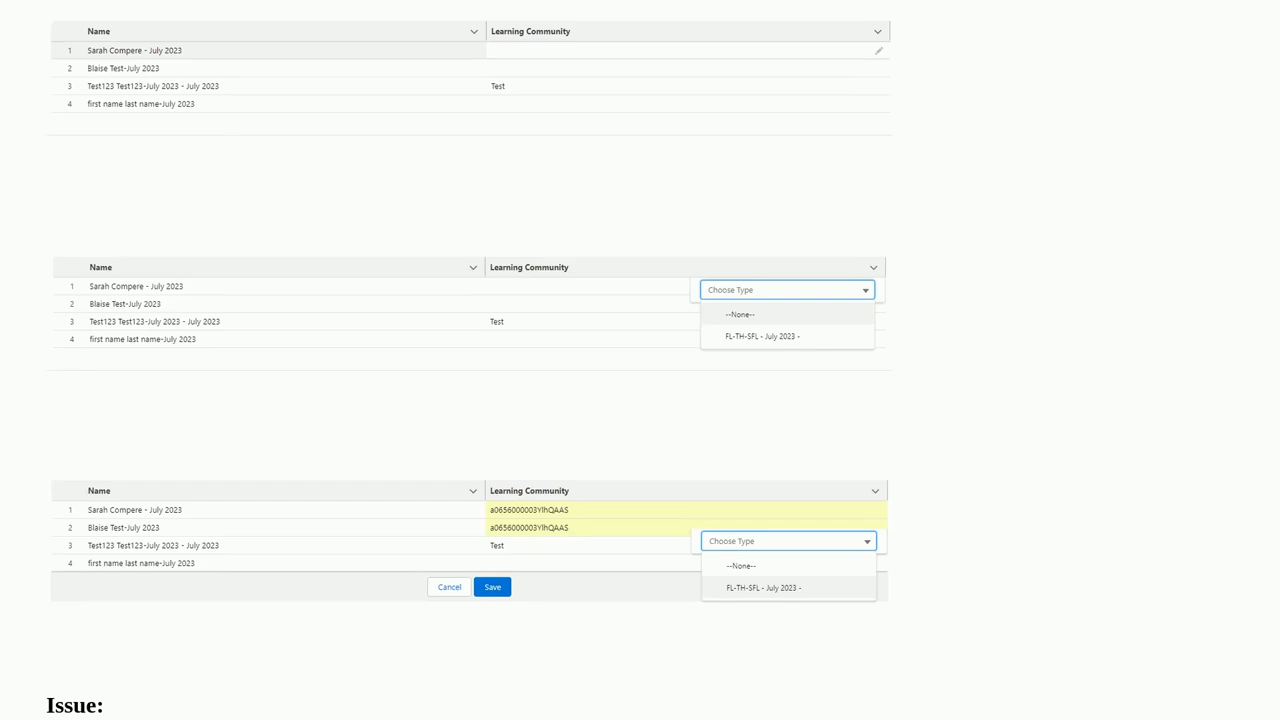 Name Learning Community
1 Sarah Compere - July 2023
2 Blaise Test-July 2023
3 Test123 Test123-July 2023 - July 2023 Test
4 first name last name-July 2023
Name Learning Community
1 Sarah Compere - July 2023 Choose Type
2 Blaise Test-July 2023 --None--
3 Test123 Test123-July 2023 - July 2023 Test
4 first name last name-July 2023 FL-TH-SFL - July 2023 -
Name Learning Community
1 Sarah Compere - July 2023 a0656000003YlhQAAS
2 Blaise Test-July 2023 a0656000003YlhQAAS
3 Test123 Test123-July 2023 - July 2023 Test Choose Type
4 first name last name-July 2023 --None--
Cancel Save FL-TH-SFL - July 2023 -
Issue: